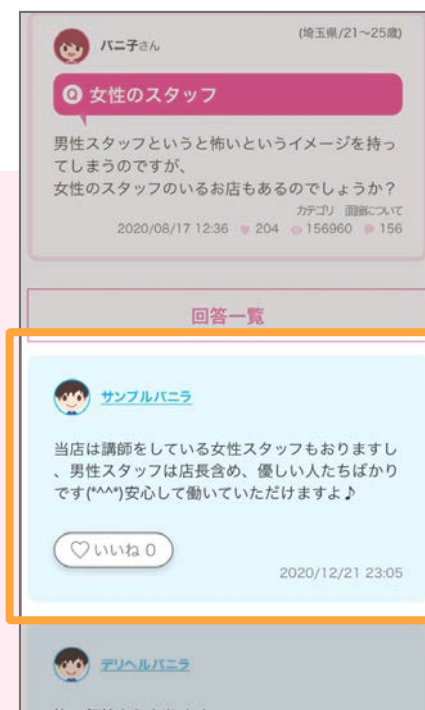 バニ子さん
(埼玉県/21〜25歳)
Q 女性のスタッフ
男性スタッフというと怖いというイメージを持っ
てしまうのですが、
女性のスタッフのいるお店もあるのでしょうか?
カテゴリ 面接について
2020/08/17 12:36 ♥ 204 156960 156
回答一覧
サンプルバニラ
当店は講師をしている女性スタッフもおりますし
、男性スタッフは店長含め、優しい人たちばかり
です(*^^*)安心して働いていただけますよ♪
♡いいね 0
2020/12/21 23:05
デリヘルバニラ